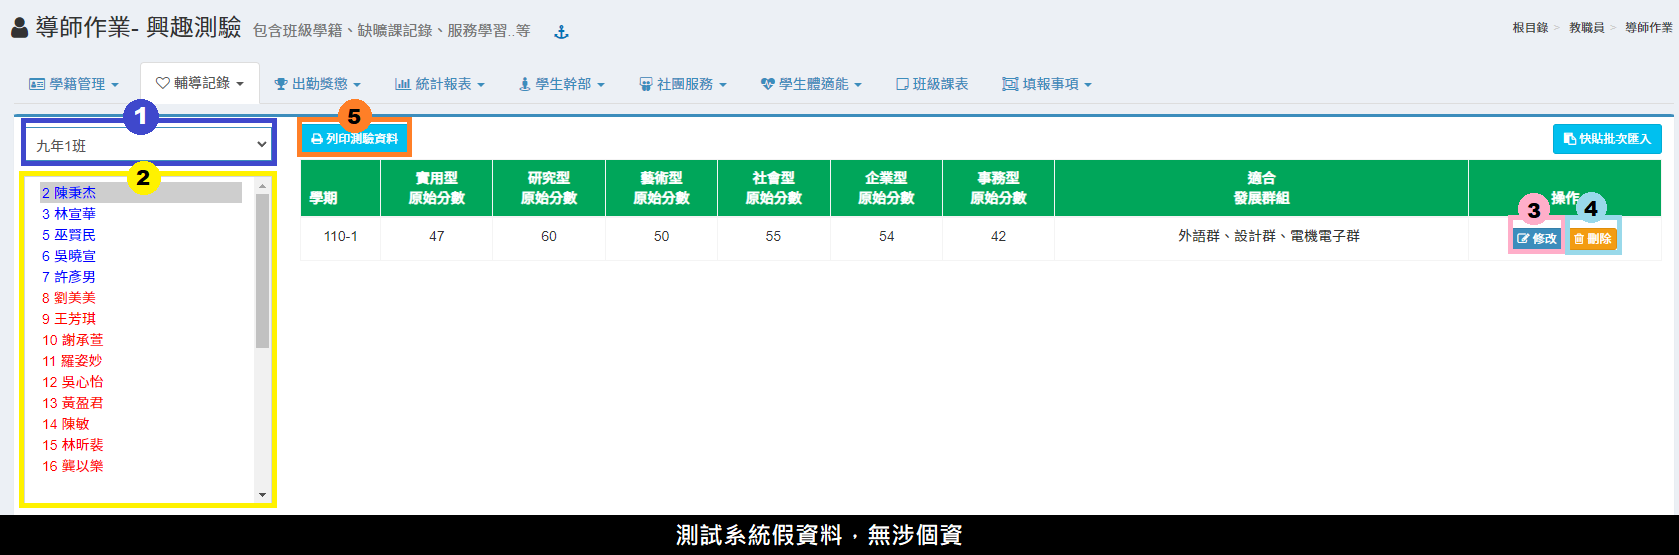 導師作業- 興趣測驗 包含班級學籍、缺曠課記錄、服務學習..等
根目錄 > 教職員 > 導師作業
學籍管理 輔導記錄 出勤獎懲 統計報表 學生幹部 社團服務 學生體適能 班級課表 填報事項
1
九年1班
2
2 陳秉杰
3 林宣華
5 巫賢民
6 吳曉宣
7 許彥男
8 劉美美
9 王芳琪
10 謝承萱
11 羅姿妙
12 吳心怡
13 黃盈君
14 陳敏
15 林昕裴
16 龔以樂
5
列印測驗資料
快貼批次匯入
學期 實用型原始分數 研究型原始分數 藝術型原始分數 社會型原始分數 企業型原始分數 事務型原始分數 適合發展群組 操作
3 4
110-1 47 60 50 55 54 42 外語群、設計群、電機電子群 修改 刪除
測試系統假資料，無涉個資